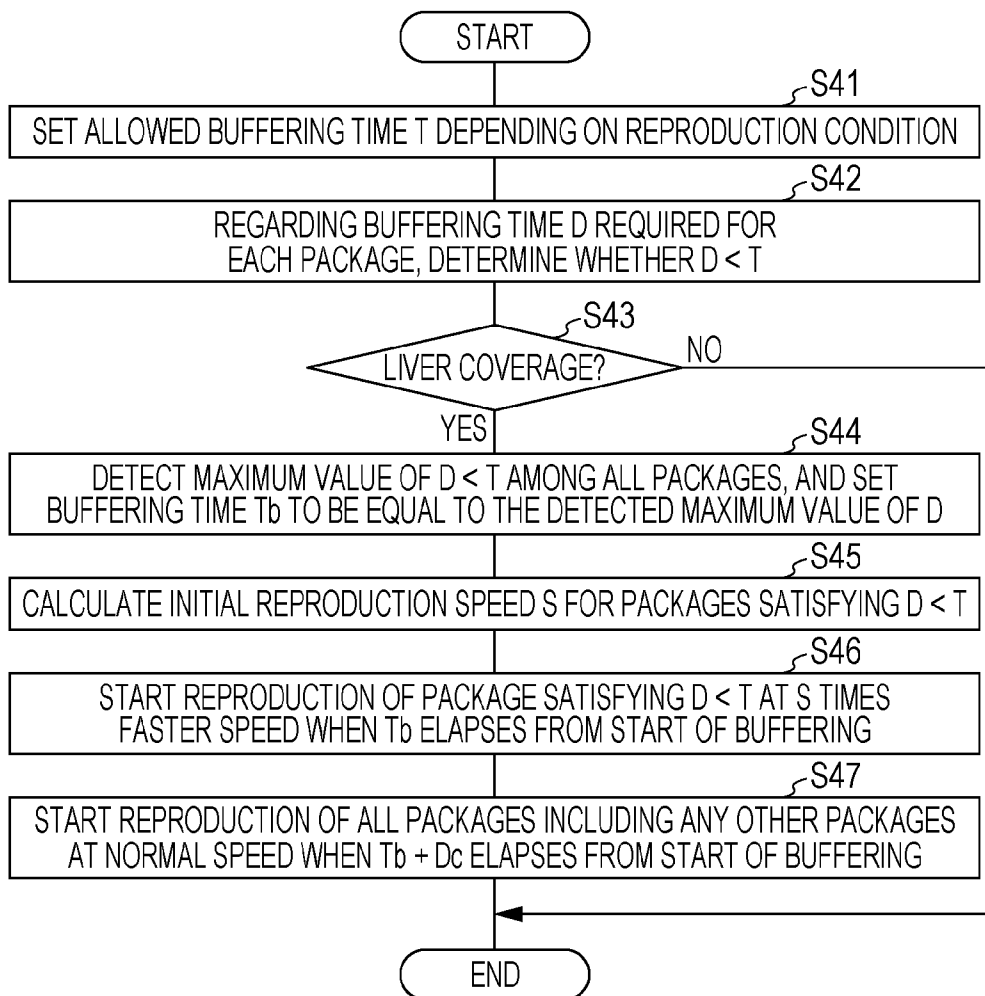 START
S41
SET ALLOWED BUFFERING TIME T DEPENDING ON REPRODUCTION CONDITION
S42
REGARDING BUFFERING TIME D REQUIRED FOR
EACH PACKAGE, DETERMINE WHETHER D < T
S43
LIVER COVERAGE?
NO
YES
S44
DETECT MAXIMUM VALUE OF D < T AMONG ALL PACKAGES, AND SET
BUFFERING TIME Tb TO BE EQUAL TO THE DETECTED MAXIMUM VALUE OF D
S45
CALCULATE INITIAL REPRODUCTION SPEED S FOR PACKAGES SATISFYING D < T
S46
START REPRODUCTION OF PACKAGE SATISFYING D < T AT S TIMES
FASTER SPEED WHEN Tb ELAPSES FROM START OF BUFFERING
S47
START REPRODUCTION OF ALL PACKAGES INCLUDING ANY OTHER PACKAGES
AT NORMAL SPEED WHEN Tb + Dc ELAPSES FROM START OF BUFFERING
END